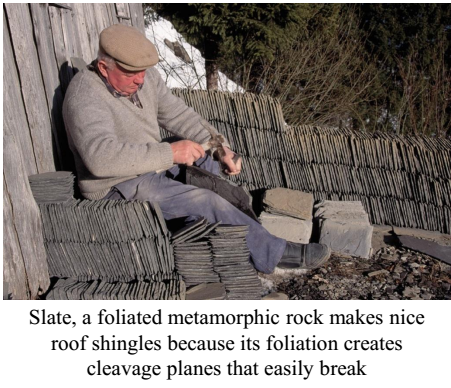 Slate, a foliated metamorphic rock makes nice
roof shingles because its foliation creates
cleavage planes that easily break